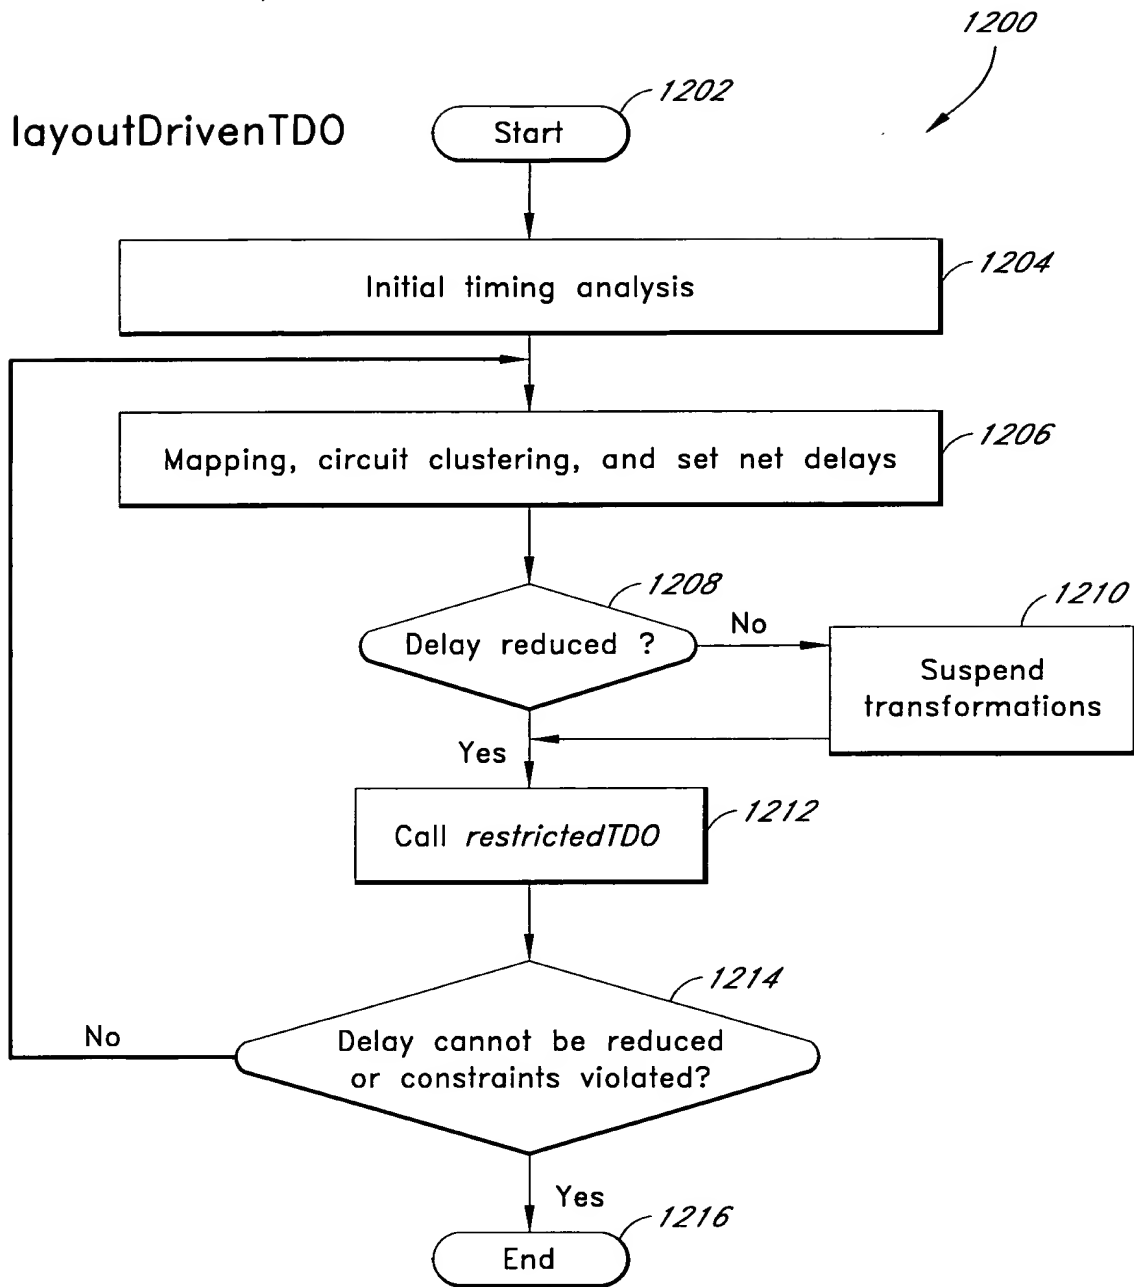 1200
1202
layoutDrivenTDO
Start
1204
Initial timing analysis
1206
Mapping, circuit clustering, and set net delays
1208
1210
Delay reduced ?
No
Suspend
transformations
Yes
1212
Call restrictedTDO
1214
No
Delay cannot be reduced
or constraints violated?
Yes
1216
End